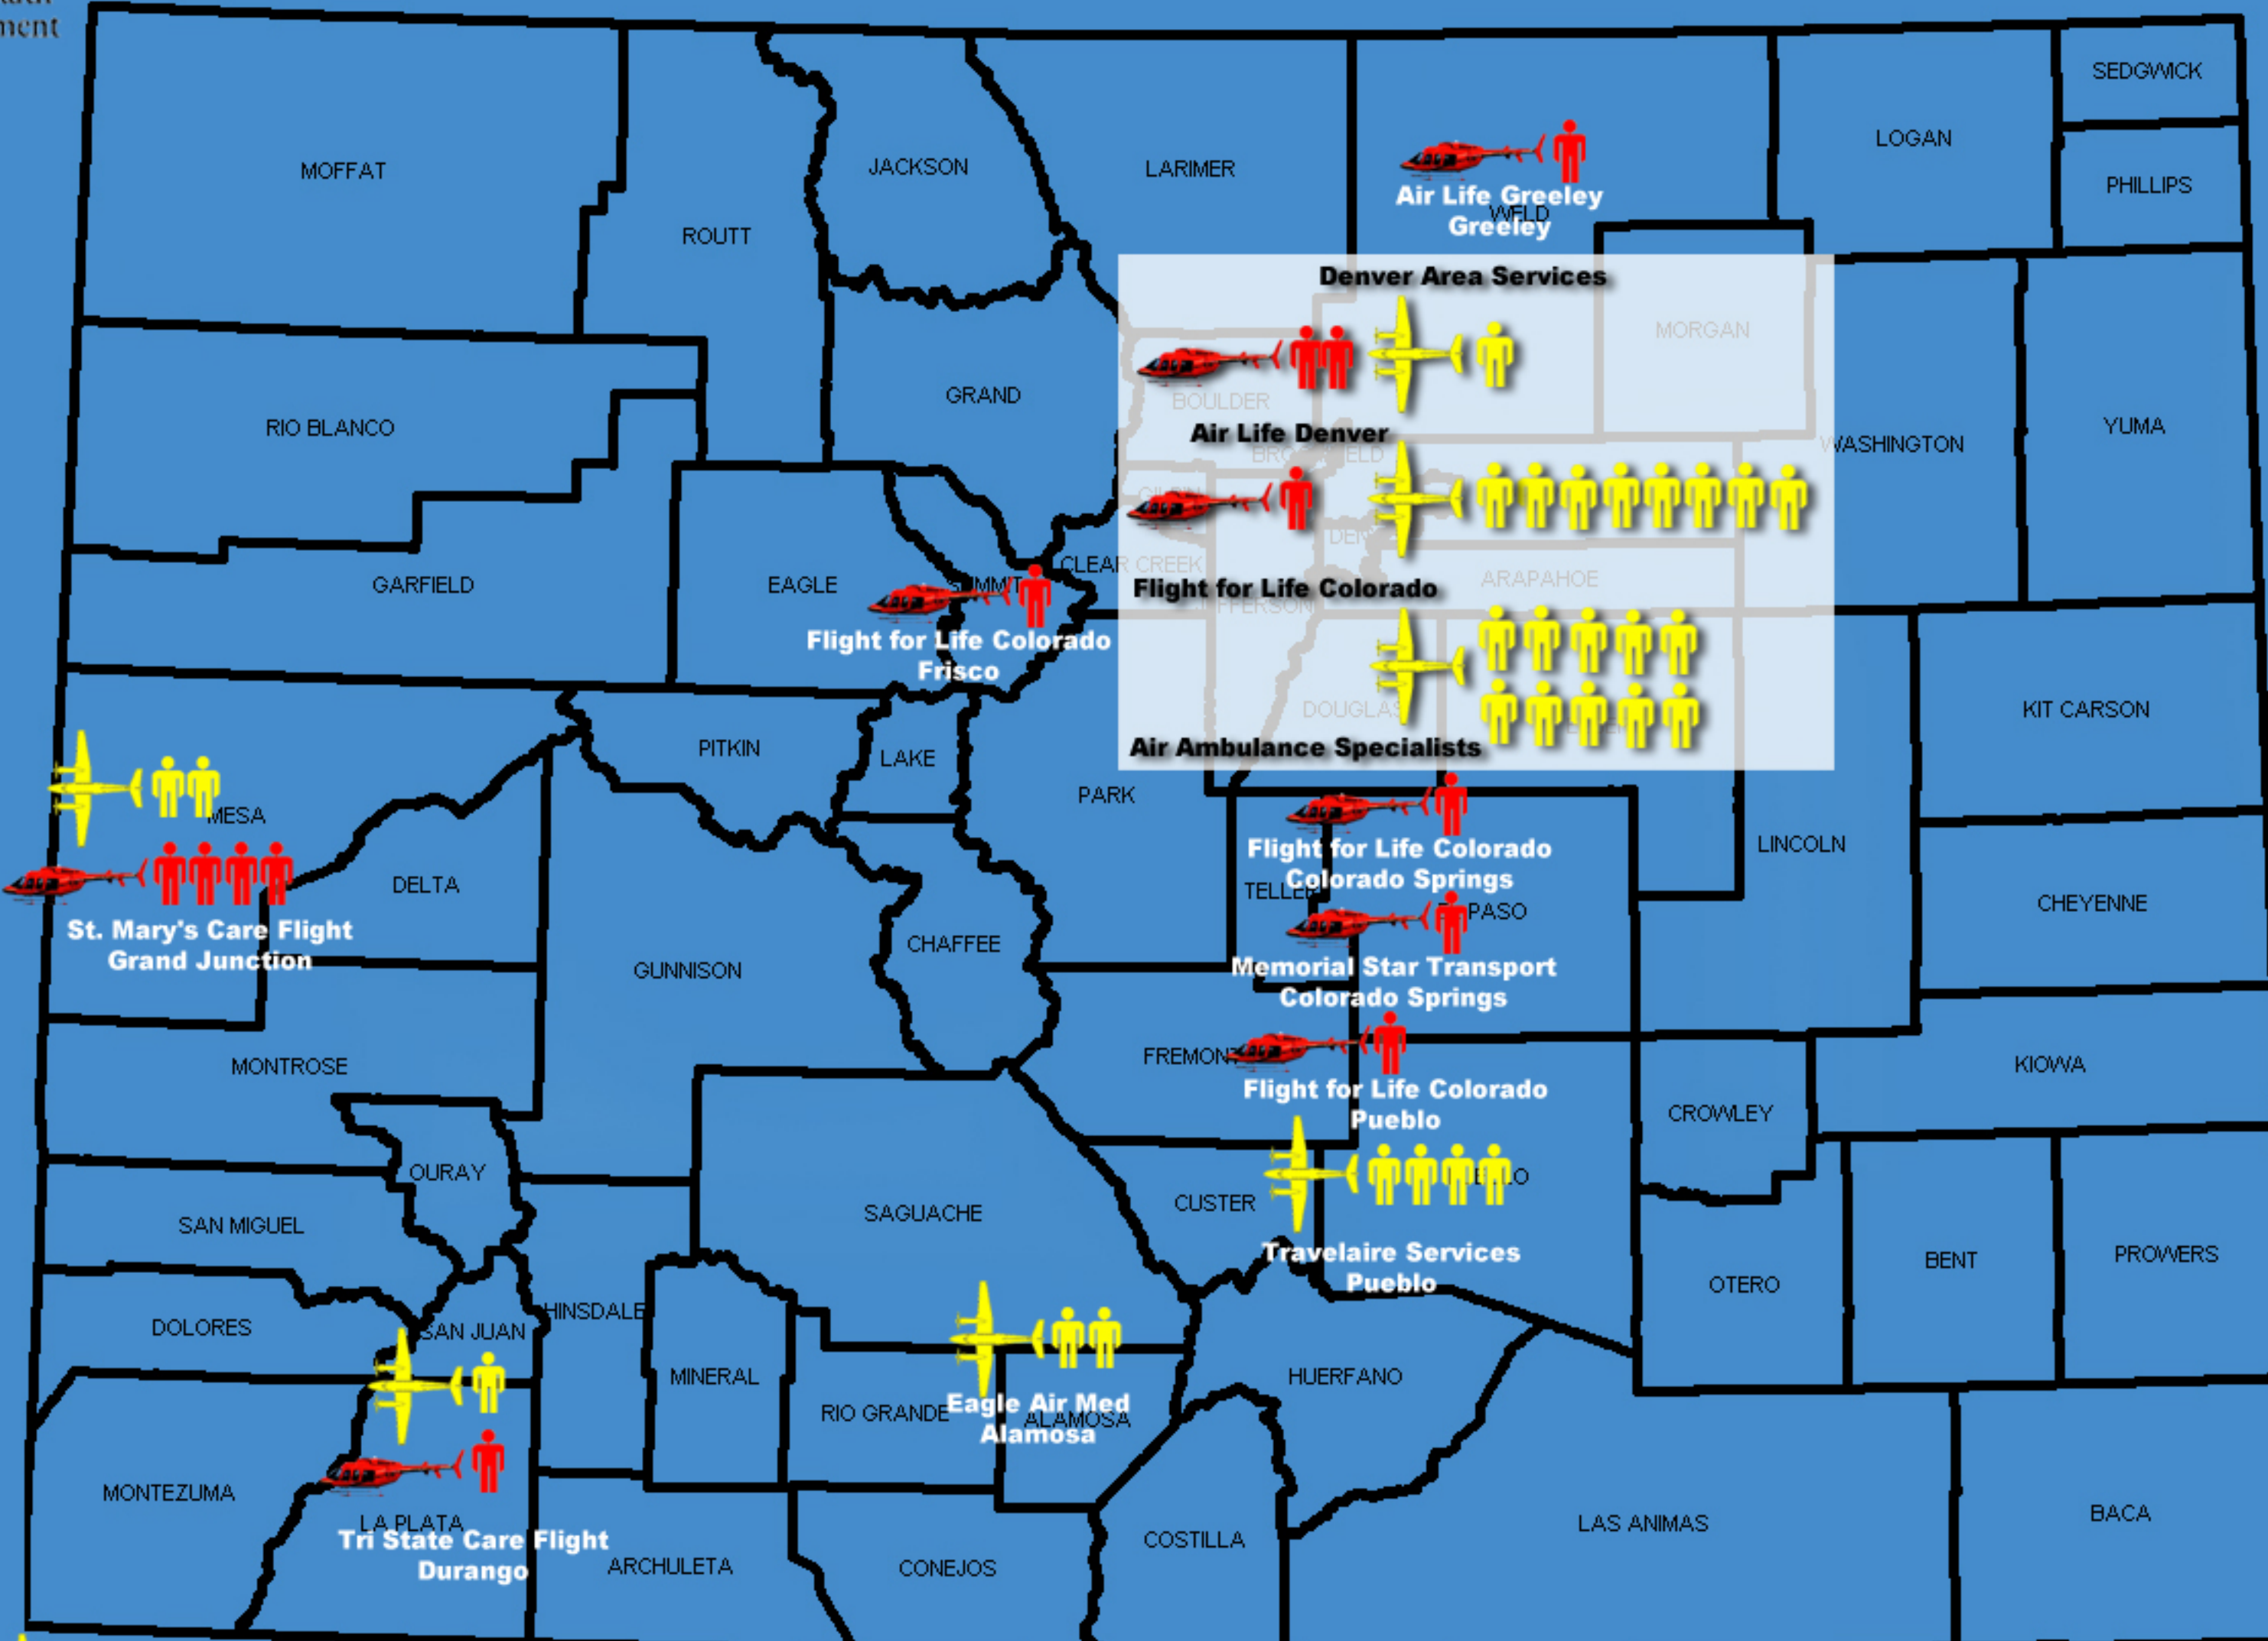 ment
SEDGWICK
LOGAN
MOFFAT
JACKSON
LARIMER
PHILLIPS
Air Life Greeley
WELD
Greeley
ROUTT
Denver Area Services
MORGAN
GRAND
BOULDER
YUMA
RIO BLANCO
Air Life Denver
WASHINGTON
CLEAR CREEK
ARAPAHOE
GARFIELD
EAGLE
SUMMIT
Flight for Life Colorado
Flight for Life Colorado
Frisco
DOUGLAS
KIT CARSON
PITKIN
Air Ambulance Specialists
LAKE
PARK
MESA
LINCOLN
Flight for Life Colorado
Colorado Springs
DELTA
TELLER
CHEYENNE
PASO
St. Mary's Care Flight
Grand Junction
CHAFFEE
GUNNISON
Memorial Star Transport
Colorado Springs
FREMONT
MONTROSE
KIOWA
Flight for Life Colorado
Pueblo
CROWLEY
OURAY
CUSTER
SAGUACHE
SAN MIGUEL
Travelaire Services
Pueblo
BENT
PROWERS
OTERO
HINSDALE
DOLORES
SAN JUAN
MINERAL
HUERFANO
Eagle Air Med
RIO GRANDE
ALAMOSA
Alamosa
MONTEZUMA
LA PLATA
Tri State Care Flight
Durango
BACA
LAS ANIMAS
COSTILLA
ARCHULETA
CONEJOS